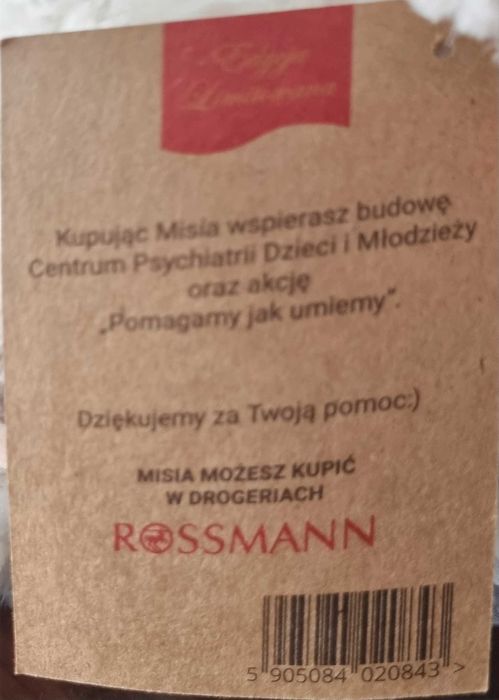 Edycja
Limitowana
Kupując Misia wspierasz budowę
Centrum Psychiatrii Dzieci i Młodzieży
oraz akcję
„Pomagamy jak umiemy".
Dziękujemy za Twoją pomoc:)
MISIA MOŻESZ KUPIĆ
W DROGERIACH
ROSSMANN
5 905084 020843 >